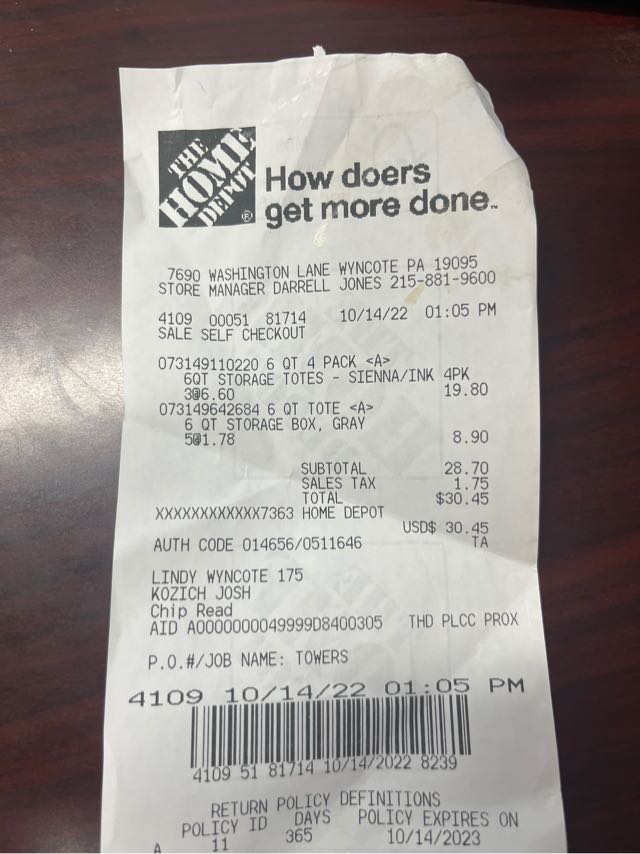 THE
HOME
DEPOT
®
How doers
get more done™
7690 WASHINGTON LANE WYNCOTE PA 19095
STORE MANAGER DARRELL JONES 215-881-9600
4109 00051 81714 10/14/22 01:05 PM
SALE SELF CHECKOUT
073149110220 6 QT 4 PACK <A>
6QT STORAGE TOTES - SIENNA/INK 4PK
3@6.60 19.80
073149642684 6 QT TOTE <A>
6 QT STORAGE BOX, GRAY
5@1.78 8.90
SUBTOTAL 28.70
SALES TAX 1.75
TOTAL $30.45
XXXXXXXXXXXX7363 HOME DEPOT
USD$ 30.45
AUTH CODE 014656/0511646 TA
LINDY WYNCOTE 175
KOZICH JOSH
Chip Read
AID A0000000049999D8400305 THD PLCC PROX
P.O.#/JOB NAME: TOWERS
4109 10/14/22 01:05 PM
4109 51 81714 10/14/2022 8239
RETURN POLICY DEFINITIONS
POLICY ID DAYS POLICY EXPIRES ON
A 11 365 10/14/2023